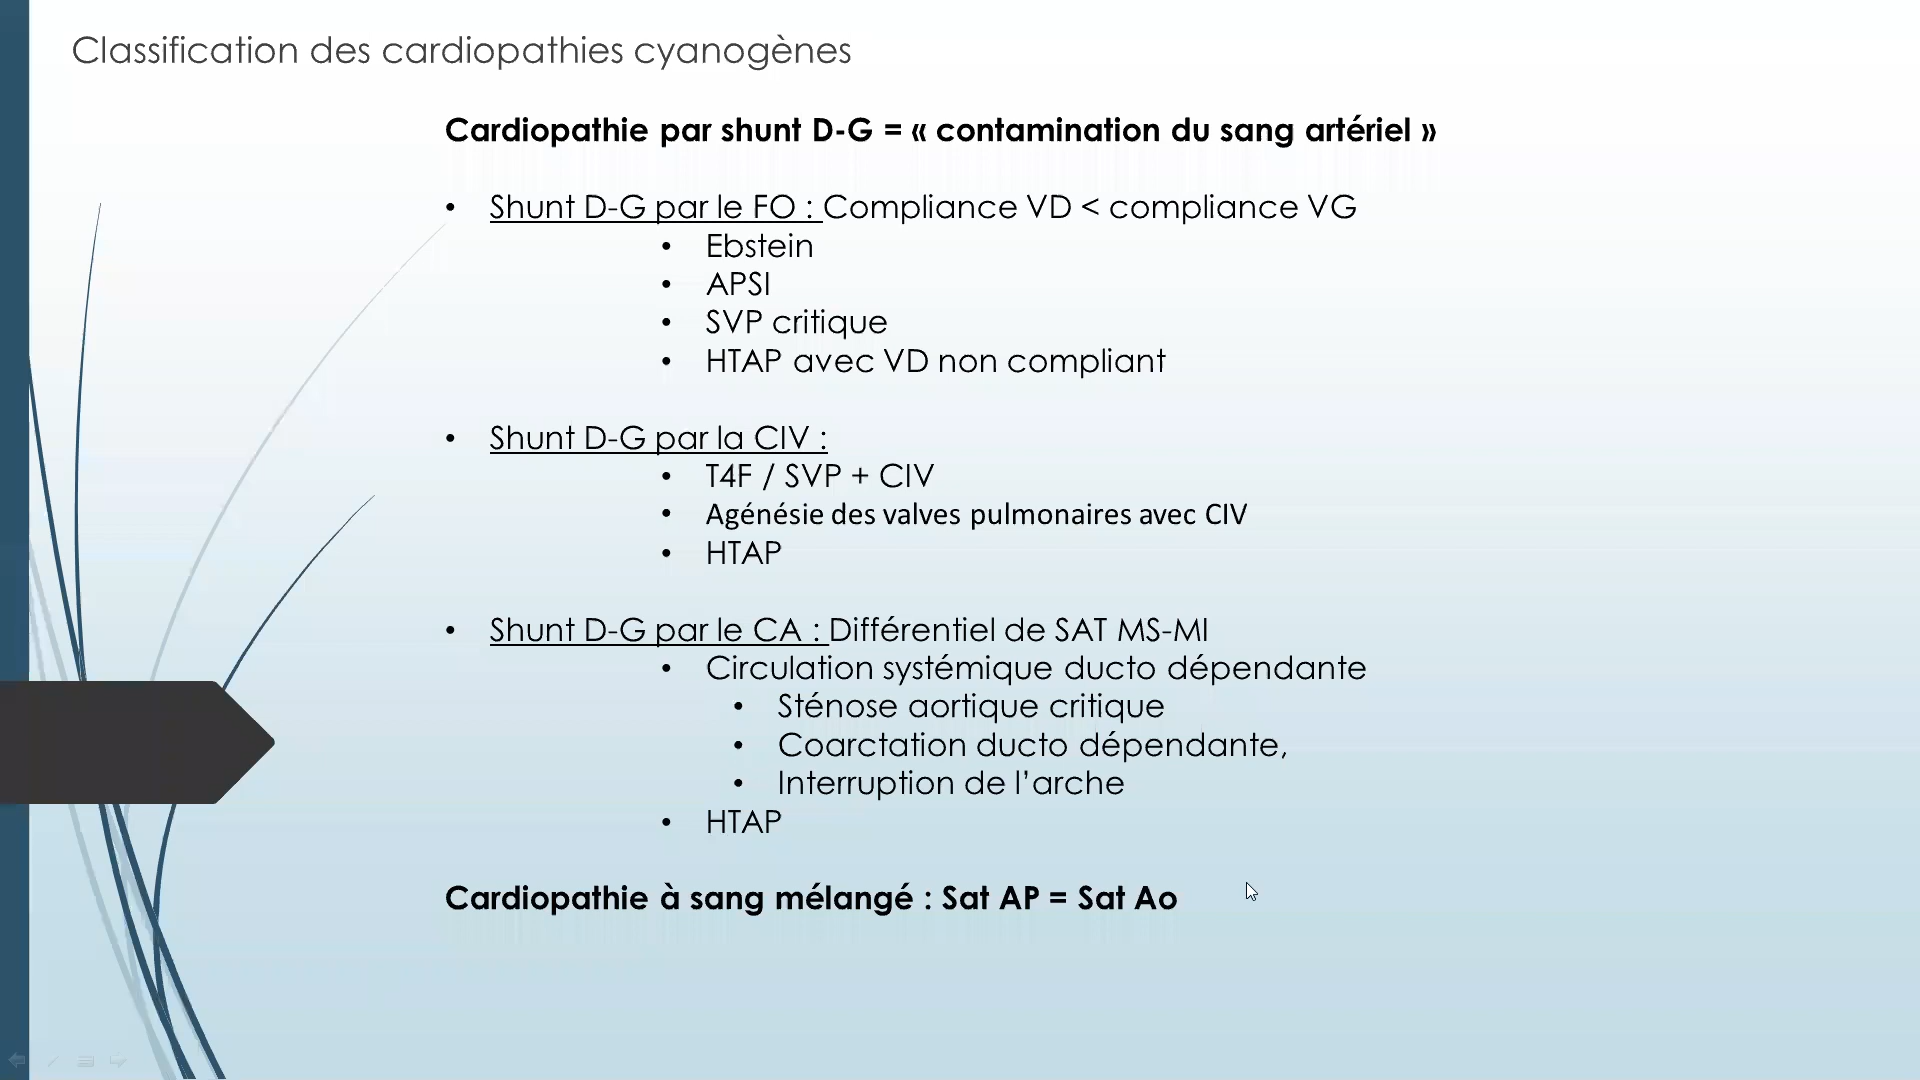 Classification des cardiopathies cyanogènes
Cardiopathie par shunt D-G = « contamination du sang artériel »
• Shunt D-G par le FO : Compliance VD < compliance VG
• Ebstein
• APSI
• SVP critique
• HTAP avec VD non compliant
• Shunt D-G par la CIV :
• T4F / SVP + CIV
• Agénésie des valves pulmonaires avec CIV
• HTAP
• Shunt D-G par le CA : Différentiel de SAT MS-MI
• Circulation systémique ducto dépendante
• Sténose aortique critique
• Coarctation ducto dépendante,
• Interruption de l’arche
• HTAP
Cardiopathie à sang mélangé : Sat AP = Sat Ao